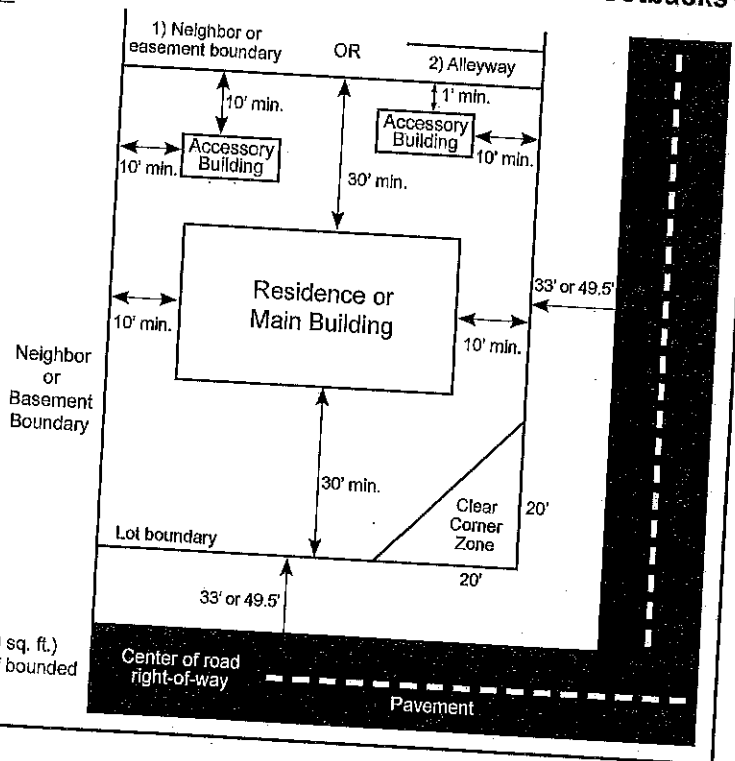 1) Neighbor or
easement boundary
OR
2) Alleyway
10' min.
1' min.
Accessory
Building
Accessory
Building
10' min.
10' min.
30' min.
33' or 49.5'
Residence or
Main Building
10' min.
10' min.
Neighbor
or
Basement
Boundary
30' min.
Clear
Corner
Zone
20'
Lot boundary
20'
33' or 49.5'
sq. ft.)
bounded
Center of road
right-of-way
Pavement